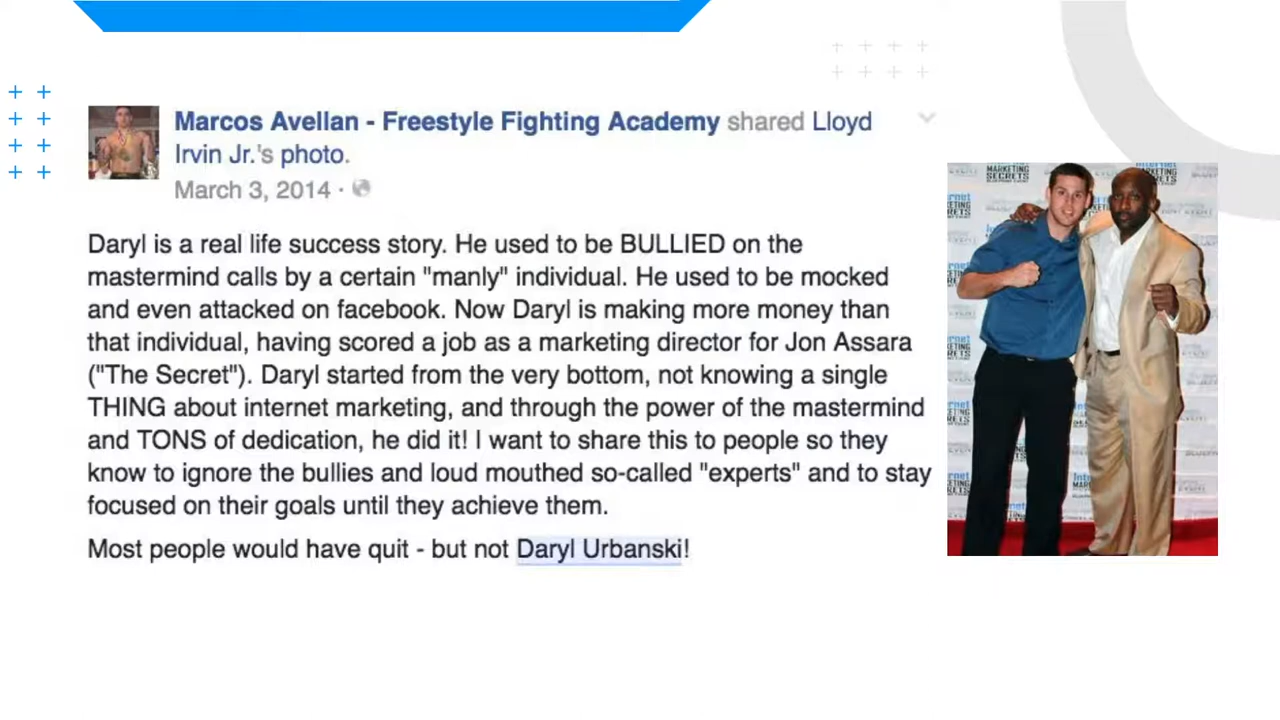 Marcos Avellan - Freestyle Fighting Academy shared Lloyd
Irvin Jr.'s photo.
March 3, 2014 ·
Daryl is a real life success story. He used to be BULLIED on the
mastermind calls by a certain "manly" individual. He used to be mocked
and even attacked on facebook. Now Daryl is making more money than
that individual, having scored a job as a marketing director for Jon Assara
("The Secret"). Daryl started from the very bottom, not knowing a single
THING about internet marketing, and through the power of the mastermind
and TONS of dedication, he did it! I want to share this to people so they
know to ignore the bullies and loud mouthed so-called "experts" and to stay
focused on their goals until they achieve them.
Most people would have quit - but not Daryl Urbanski!
MARKETING
SECRETS